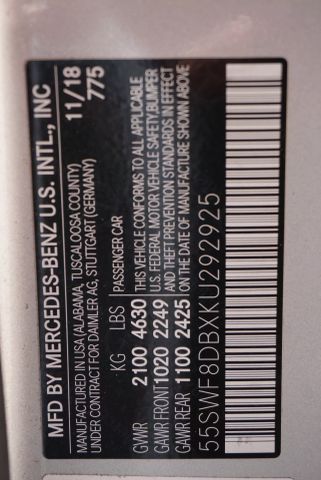 MFD BY MERCEDES-BENZ U.S. INTL., INC
MANUFACTURED IN USA (ALABAMA, TUSCALOOSA COUNTY) 11/18
UNDER CONTRACT FOR DAIMLER AG, STUTTGART (GERMANY) 775
KG LBS PASSENGER CAR
GVWR 2100 4630 THIS VEHICLE CONFORMS TO ALL APPLICABLE
GAWR FRONT 1020 2249 U.S. FEDERAL MOTOR VEHICLE SAFETY, BUMPER
AND THEFT PREVENTION STANDARDS IN EFFECT
GAWR REAR 1100 2425 ON THE DATE OF MANUFACTURE SHOWN ABOVE
55SWF8DBXKU292925